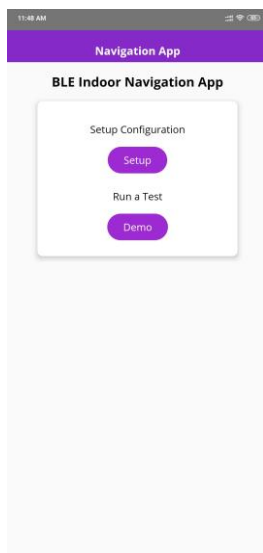 11:48 AM
Navigation App
BLE Indoor Navigation App
Setup Configuration
Setup
Run a Test
Demo